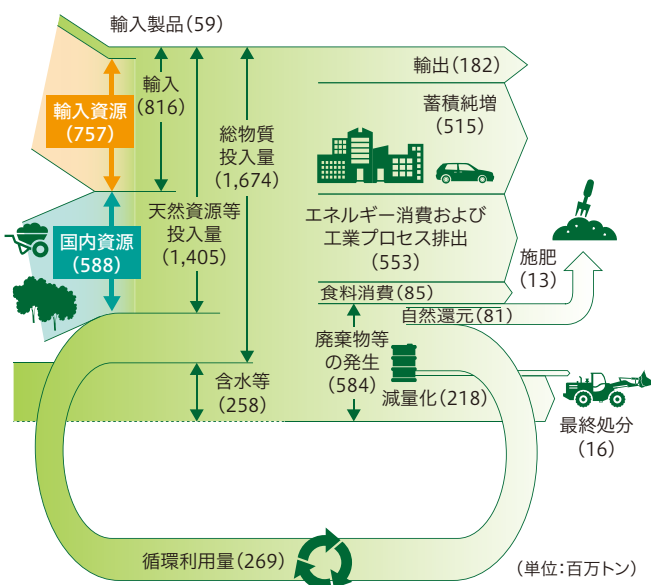 輸入製品(59)
輸入資源
(757)
輸入
(816)
国内資源
(588)
天然資源等
投入量
(1,405)
総物質
投入量
(1,674)
含水等
(258)
輸出(182)
蓄積純増
(515)
エネルギー消費および
工業プロセス排出
(553)
食料消費(85)
自然還元(81)
施肥
(13)
廃棄物等
の発生
(584)
減量化(218)
最終処分
(16)
循環利用量(269)
(単位:百万トン)